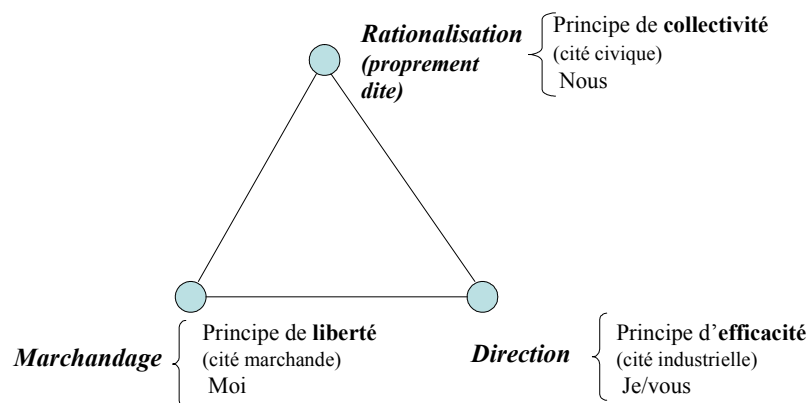 Rationalisation
(proprement
dite)
Principe de collectivité
(cité civique)
Nous
Marchandage
Principe de liberté
(cité marchande)
Moi
Direction
Principe d’efficacité
(cité industrielle)
Je/vous